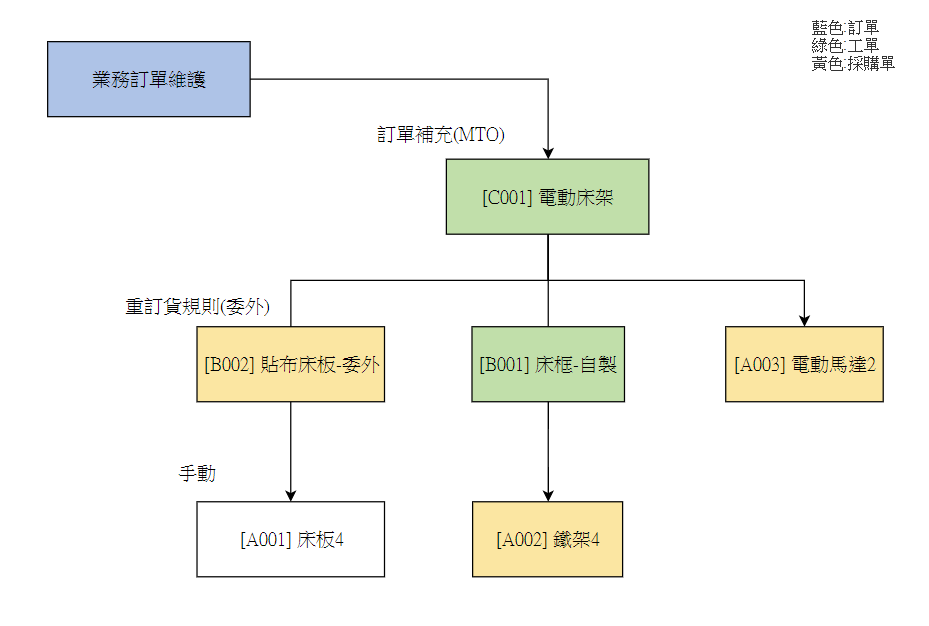 藍色:訂單
綠色:工單
黃色:採購單
業務訂單維護
訂單補充(MTO)
[C001] 電動床架
重訂貨規則(委外)
[B002] 貼布床板-委外
[B001] 床框-自製
[A003] 電動馬達2
手動
[A001] 床板4
[A002] 鐵架4